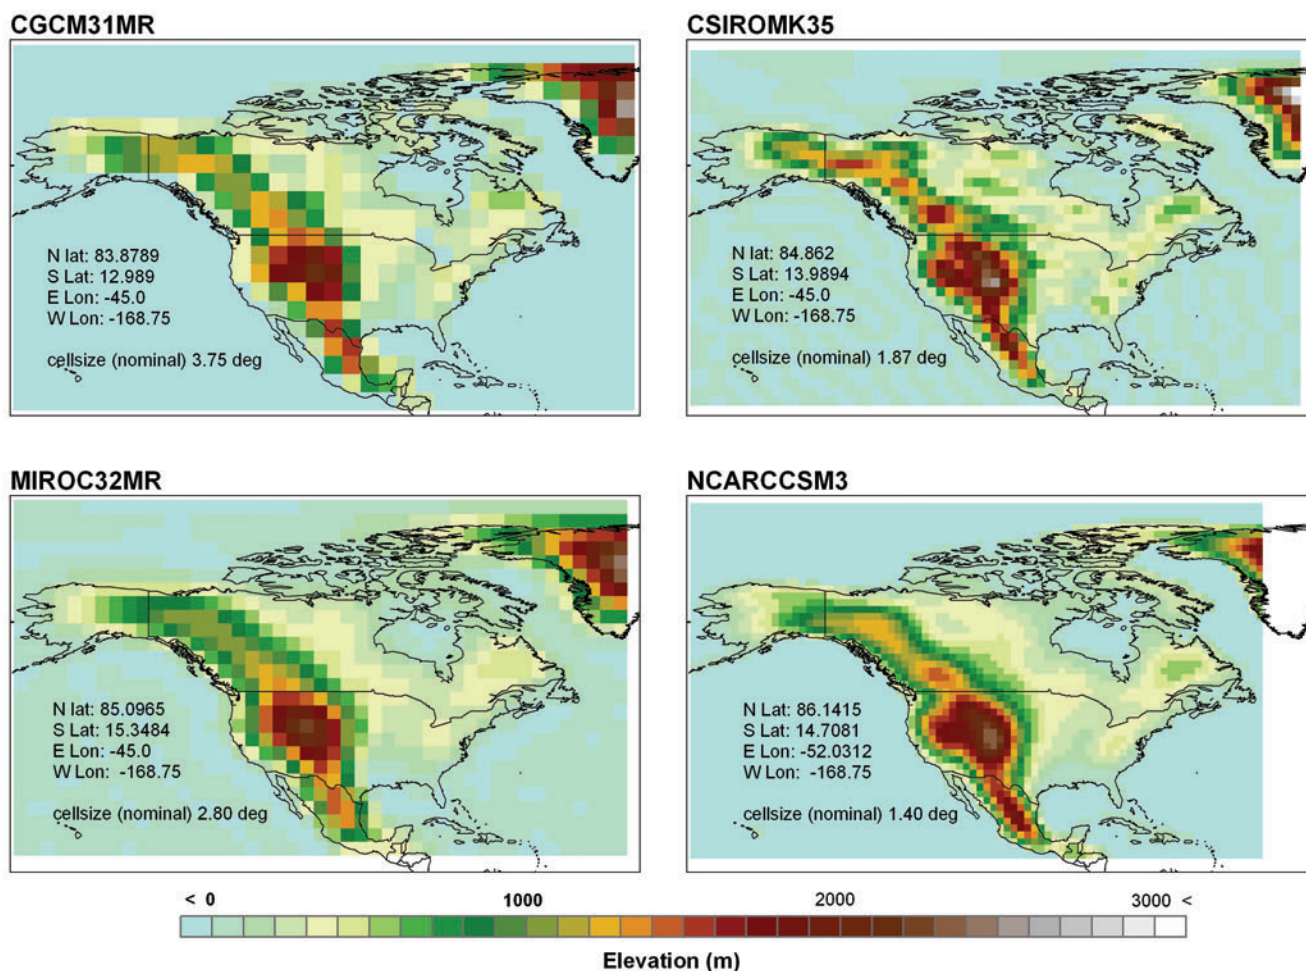 CGCM31MR
N lat: 83.8789
S Lat: 12.989
E Lon: -45.0
W Lon: -168.75
cellsize (nominal) 3.75 deg
CSIROMK35
N lat: 84.862
S Lat: 13.9894
E Lon: -45.0
W Lon: -168.75
cellsize (nominal) 1.87 deg
MIROC32MR
N lat: 85.0965
S Lat: 15.3484
E Lon: -45.0
W Lon: -168.75
cellsize (nominal) 2.80 deg
NCARCCSM3
N Lat: 86.1415
S Lat: 14.7081
E Lon: -52.0312
W Lon: -168.75
cellsize (nominal) 1.40 deg
< 0 1000 2000 3000 <
Elevation (m)